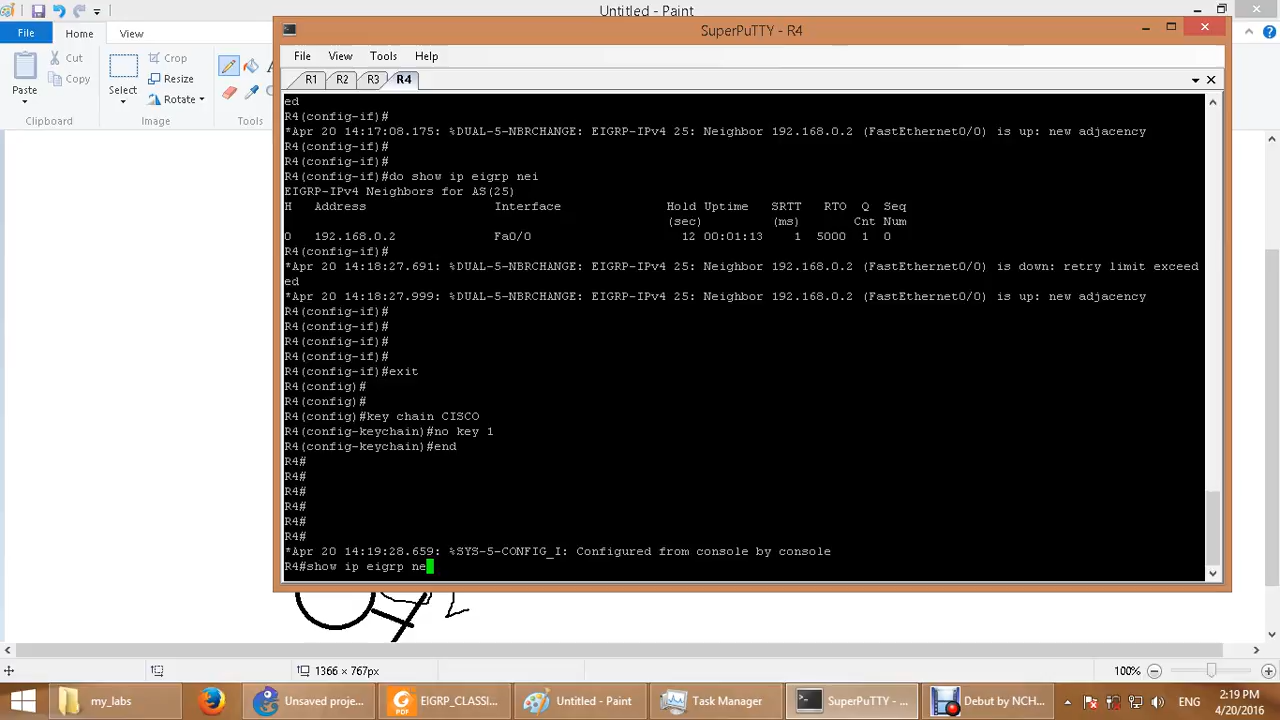 Untitled - Paint
File
Home
View
Paste
Cut
Copy
Clipboard
Select
Crop
Resize
Rotate
Image
A
Tools
SuperPuTTY - R4
File
View
Tools
Help
R1
R2
R3
R4
ed
R4(config-if)#
*Apr 20 14:17:08.175: %DUAL-5-NBRCHANGE: EIGRP-IPv4 25: Neighbor 192.168.0.2 (FastEthernet0/0) is up: new adjacency
R4(config-if)#
R4(config-if)#
R4(config-if)#do show ip eigrp nei
EIGRP-IPv4 Neighbors for AS(25)
H Address Interface Hold Uptime SRTT RTO Q Seq
(sec) (ms) Cnt Num
0 192.168.0.2 Fa0/0 12 00:01:13 1 5000 1 0
R4(config-if)#
*Apr 20 14:18:27.691: %DUAL-5-NBRCHANGE: EIGRP-IPv4 25: Neighbor 192.168.0.2 (FastEthernet0/0) is down: retry limit exceed
ed
*Apr 20 14:18:27.999: %DUAL-5-NBRCHANGE: EIGRP-IPv4 25: Neighbor 192.168.0.2 (FastEthernet0/0) is up: new adjacency
R4(config-if)#
R4(config-if)#
R4(config-if)#
R4(config-if)#
R4(config-if)#exit
R4(config)#
R4(config)#
R4(config)#key chain CISCO
R4(config-keychain)#no key 1
R4(config-keychain)#end
R4#
R4#
R4#
R4#
R4#
R4#
*Apr 20 14:19:28.659: %SYS-5-CONFIG_I: Configured from console by console
R4#show ip eigrp ne
1366 × 767px
100%
my_labs
Unsaved proje...
EIGRP_CLASSI...
Untitled - Paint
Task Manager
SuperPuTTY - ...
Debut by NCH...
ENG
2:19 PM
4/20/2016